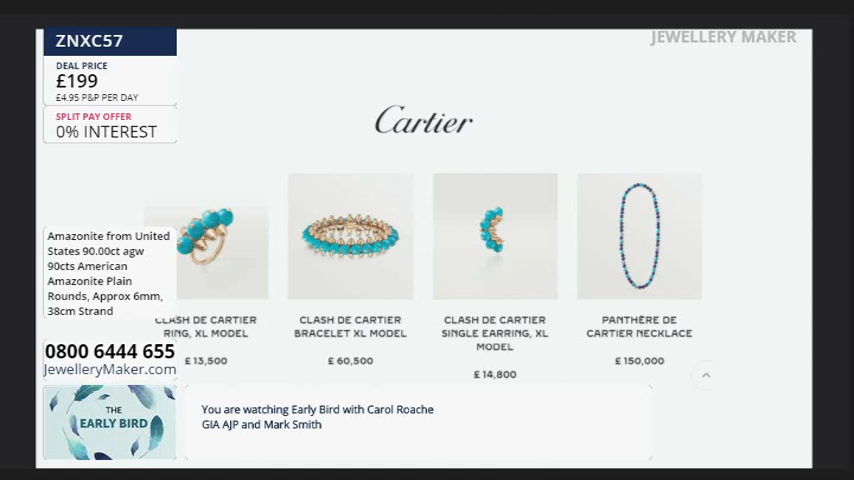 ZNXC57
DEAL PRICE
£199
£4.95 P&P PER DAY
SPLIT PAY OFFER
0% INTEREST
JEWELLERY MAKER
Cartier
Amazonite from United
States 90.00ct agw
90cts American
Amazonite Plain
Rounds, Approx 6mm,
38cm Strand
CLASH DE CARTIER
RING, XL MODEL
£ 13,500
CLASH DE CARTIER
BRACELET XL MODEL
£ 60,500
CLASH DE CARTIER
SINGLE EARRING, XL
MODEL
£ 14,800
PANTHÈRE DE
CARTIER NECKLACE
£ 150,000
0800 6444 655
JewelleryMaker.com
THE
EARLY BIRD
You are watching Early Bird with Carol Roache
GIA AJP and Mark Smith